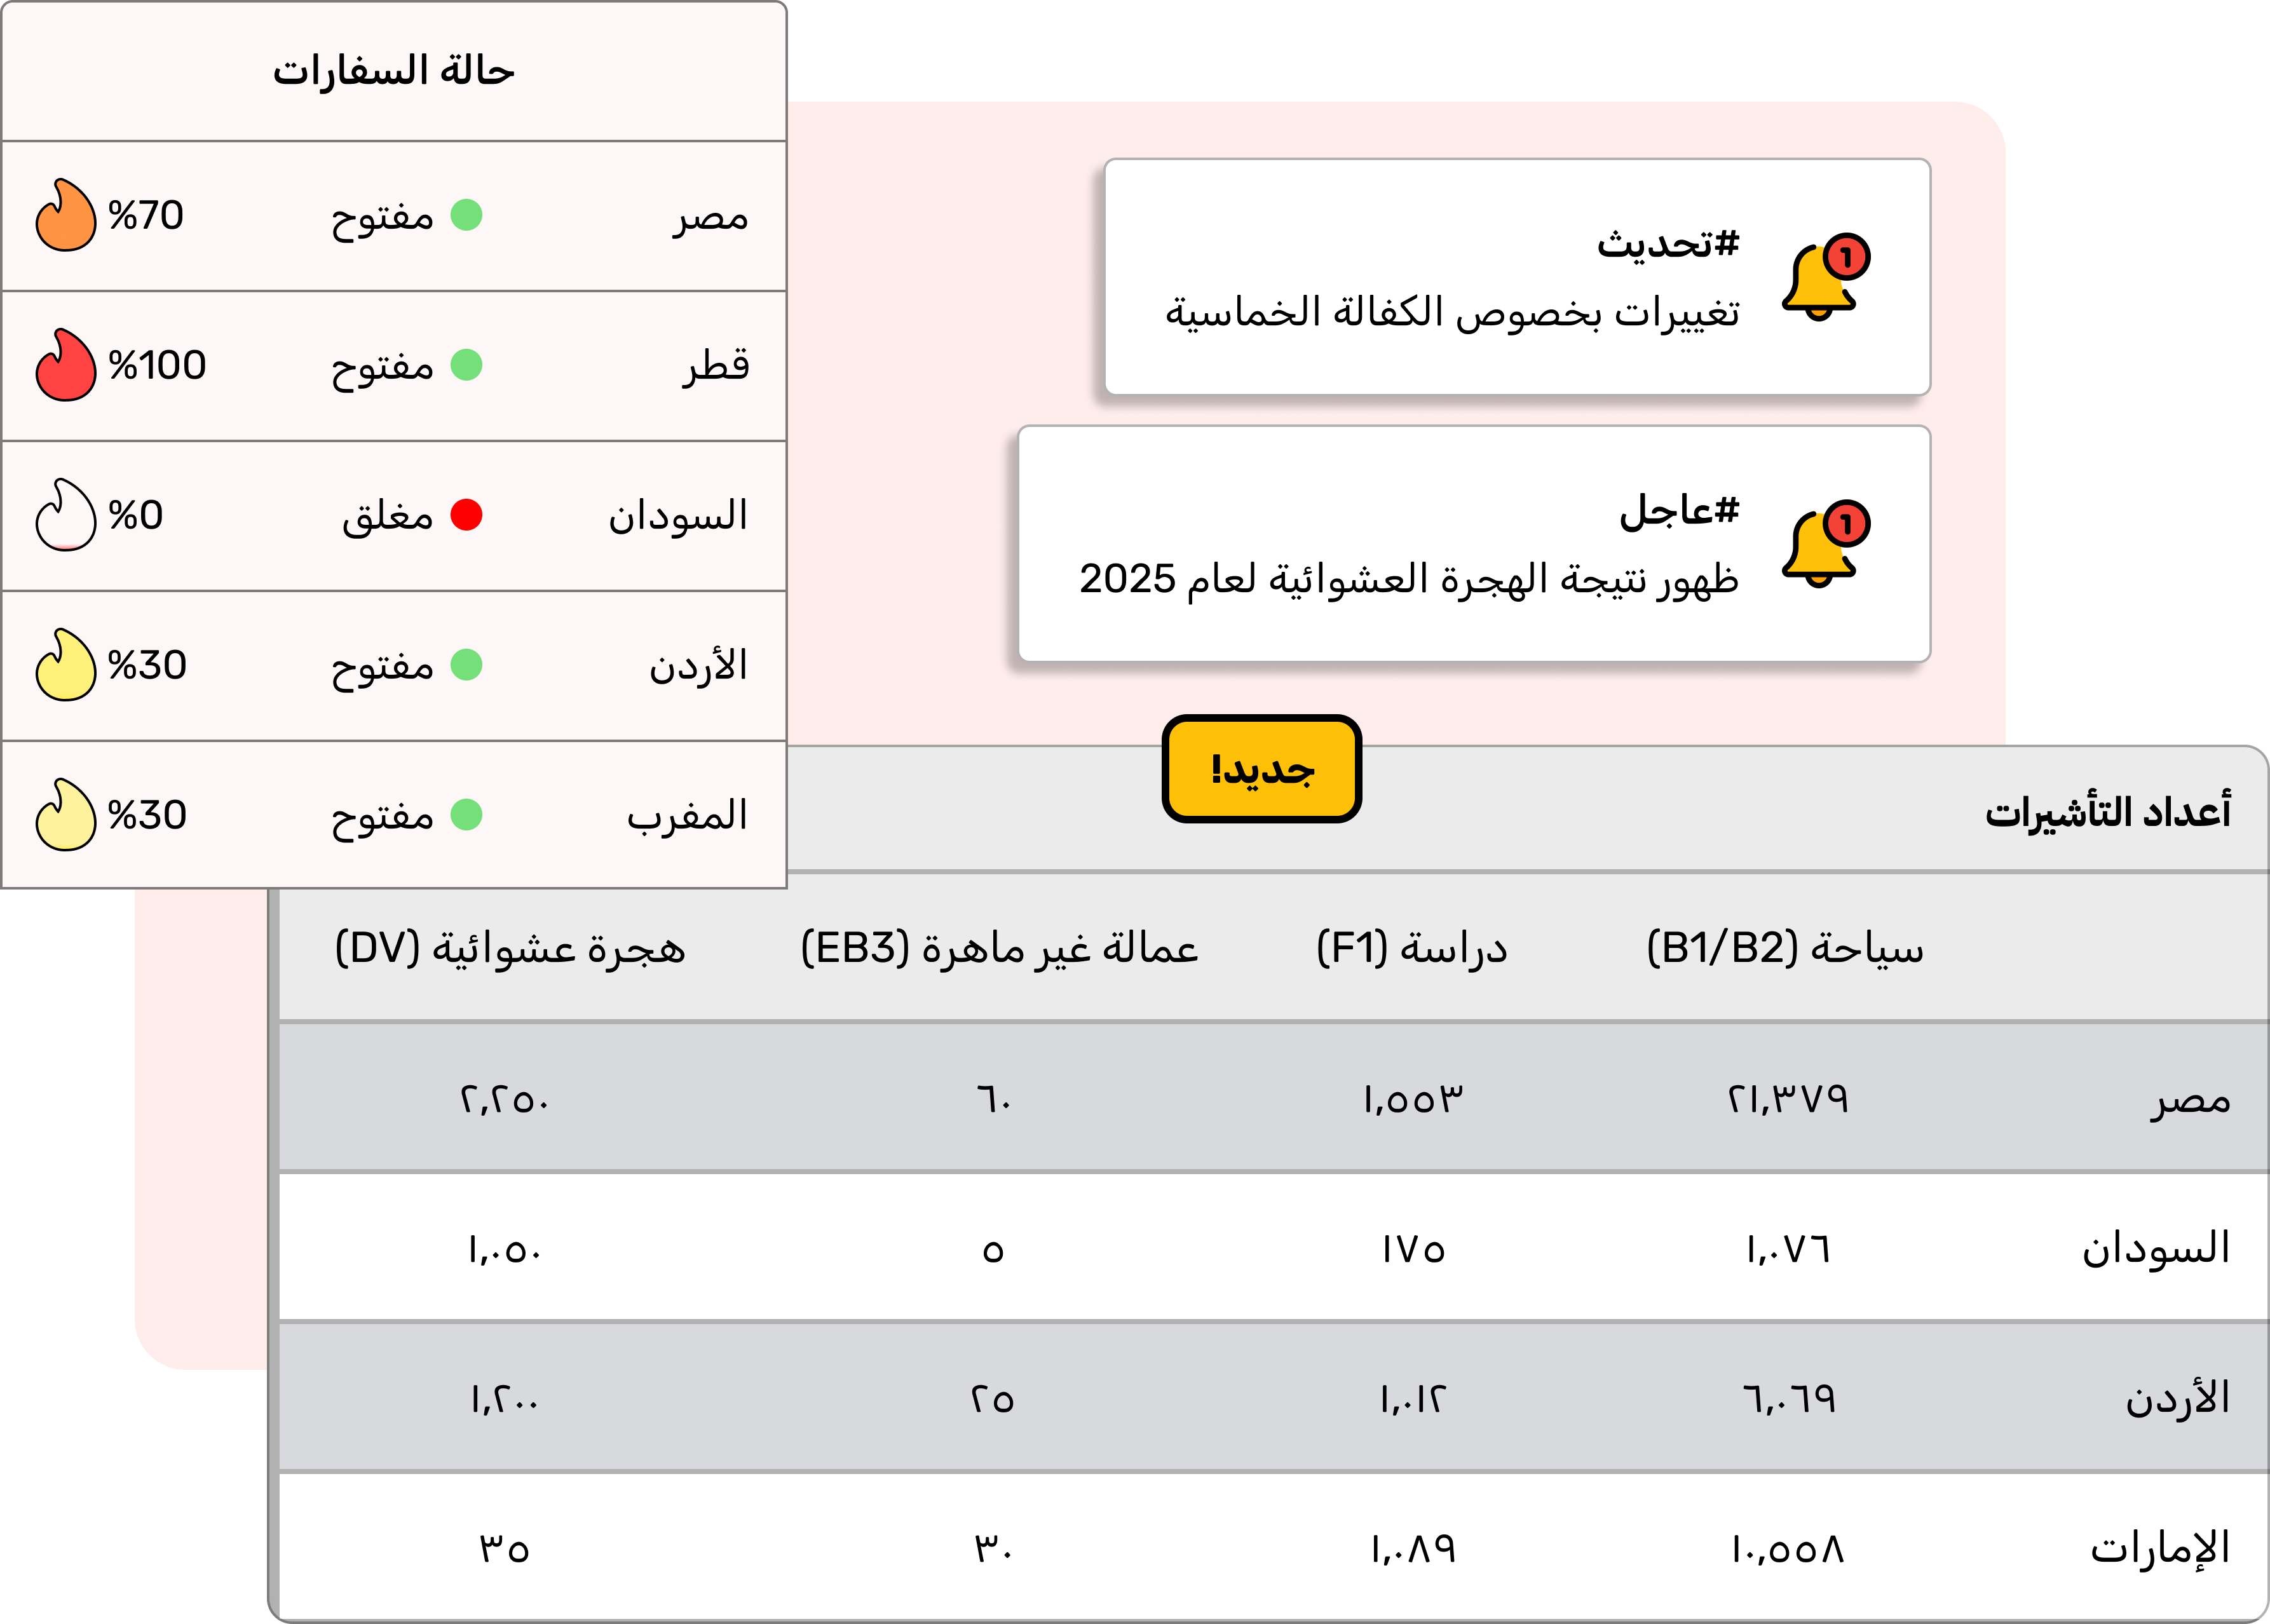 حالة السفارات
مصر مفتوح %70
قطر مفتوح %100
السودان مغلق %0
الأردن مفتوح %30
المغرب مفتوح %30
1
#تحديث
تغييرات بخصوص الكفالة الخماسية
1
#عاجل
ظهور نتيجة الهجرة العشوائية لعام 2025
جديد!
أعداد التأشيرات
سياحة (B1/B2) دراسة (F1) عمالة غير ماهرة (EB3) هجرة عشوائية (DV)
مصر ٢١,٣٧٩ ١,٥٥٣ ٦٠ ٢,٢٥٠
السودان ١,٠٧٦ ١٧٥ ٥ ١,٠٥٠
الأردن ٦,٠٦٩ ١,٠١٢ ٢٥ ١,٢٠٠
الإمارات ١٠,٥٥٨ ١,٠٨٩ ٣٠ ٣٥